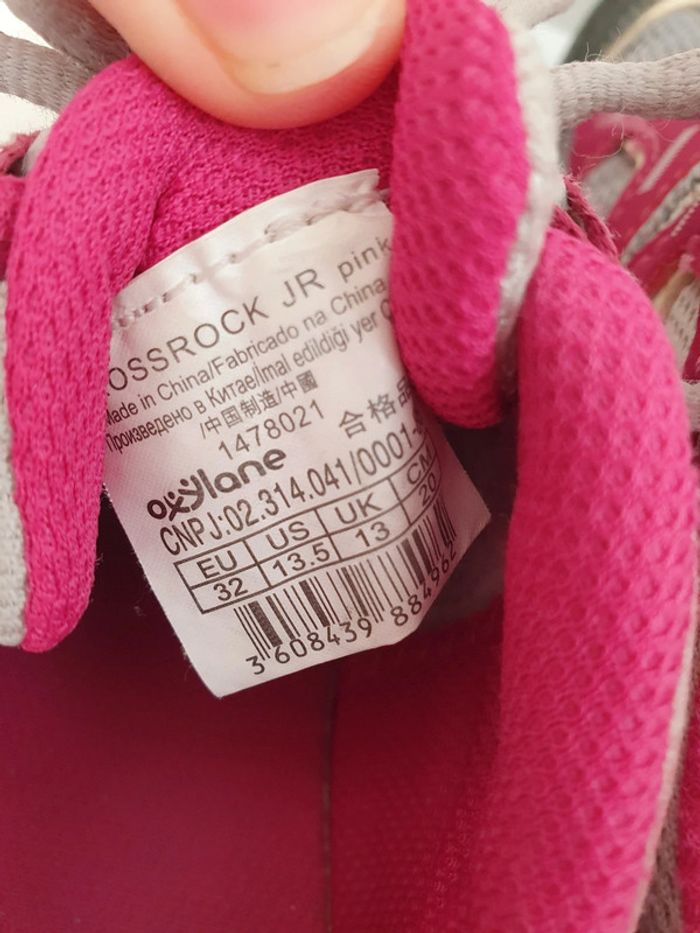 OSSROCK JR pink
Made in China/Fabricado na China
Произведено в Китае/İmal edildiği yer
/中国制造/中國
1478021 合格品
oxylane
CNPJ:02.314.041/0001-
EU US UK CM
32 13.5 13 20
3 608439 884962